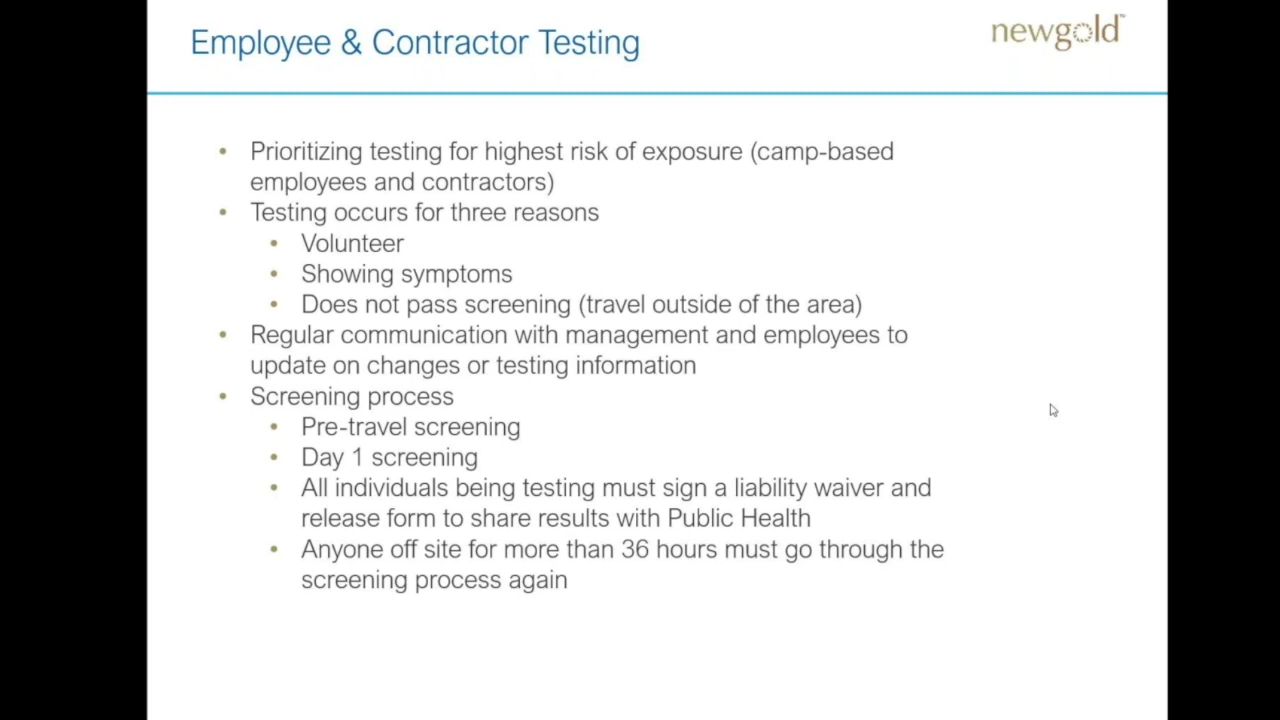 Employee & Contractor Testing
newgold™
• Prioritizing testing for highest risk of exposure (camp-based
employees and contractors)
• Testing occurs for three reasons
• Volunteer
• Showing symptoms
• Does not pass screening (travel outside of the area)
• Regular communication with management and employees to
update on changes or testing information
• Screening process
• Pre-travel screening
• Day 1 screening
• All individuals being testing must sign a liability waiver and
release form to share results with Public Health
• Anyone off site for more than 36 hours must go through the
screening process again